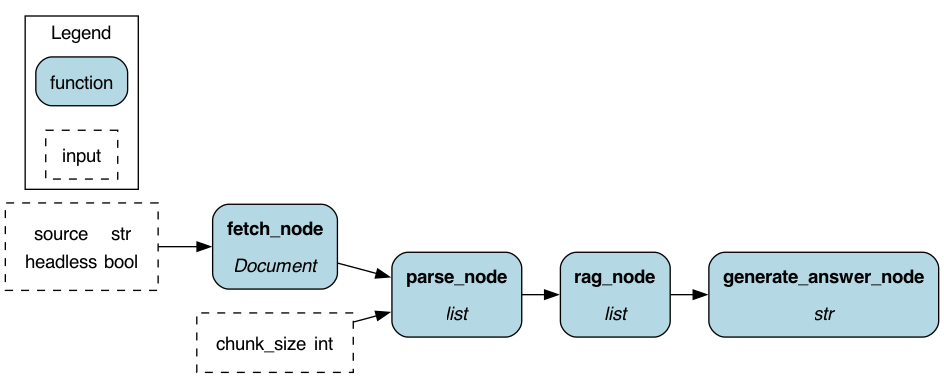 Legend
function
input
source str
headless bool
fetch_node
Document
chunk_size int
parse_node
list
rag_node
list
generate_answer_node
str